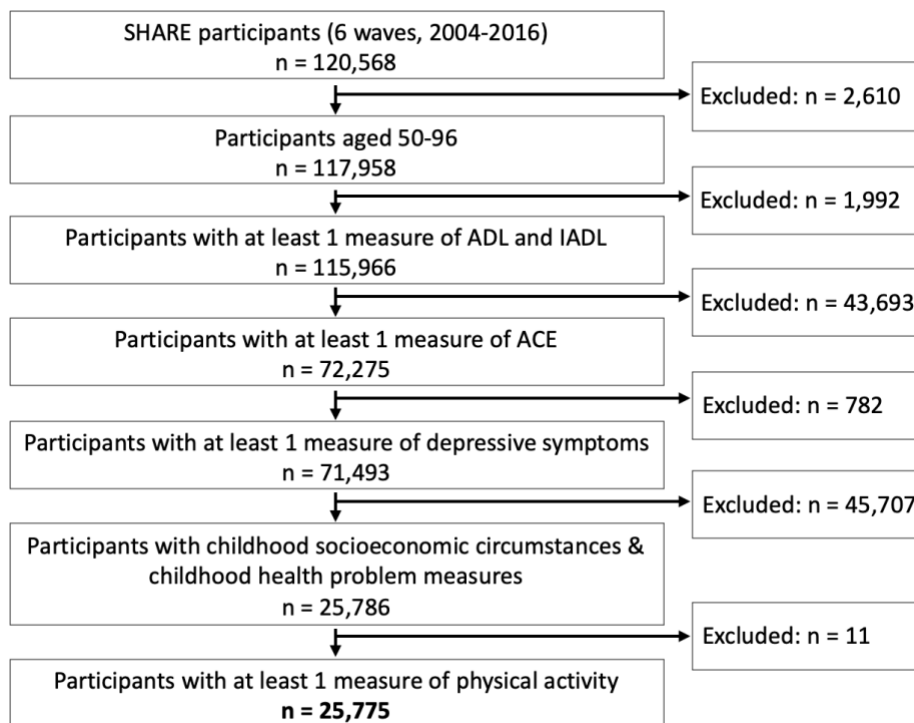 SHARE participants (6 waves, 2004-2016)
n = 120,568
Excluded: n = 2,610
Participants aged 50-96
n = 117,958
Excluded: n = 1,992
Participants with at least 1 measure of ADL and IADL
n = 115,966
Excluded: n = 43,693
Participants with at least 1 measure of ACE
n = 72,275
Excluded: n = 782
Participants with at least 1 measure of depressive symptoms
n = 71,493
Excluded: n = 45,707
Participants with childhood socioeconomic circumstances &
childhood health problem measures
n = 25,786
Excluded: n = 11
Participants with at least 1 measure of physical activity
n = 25,775